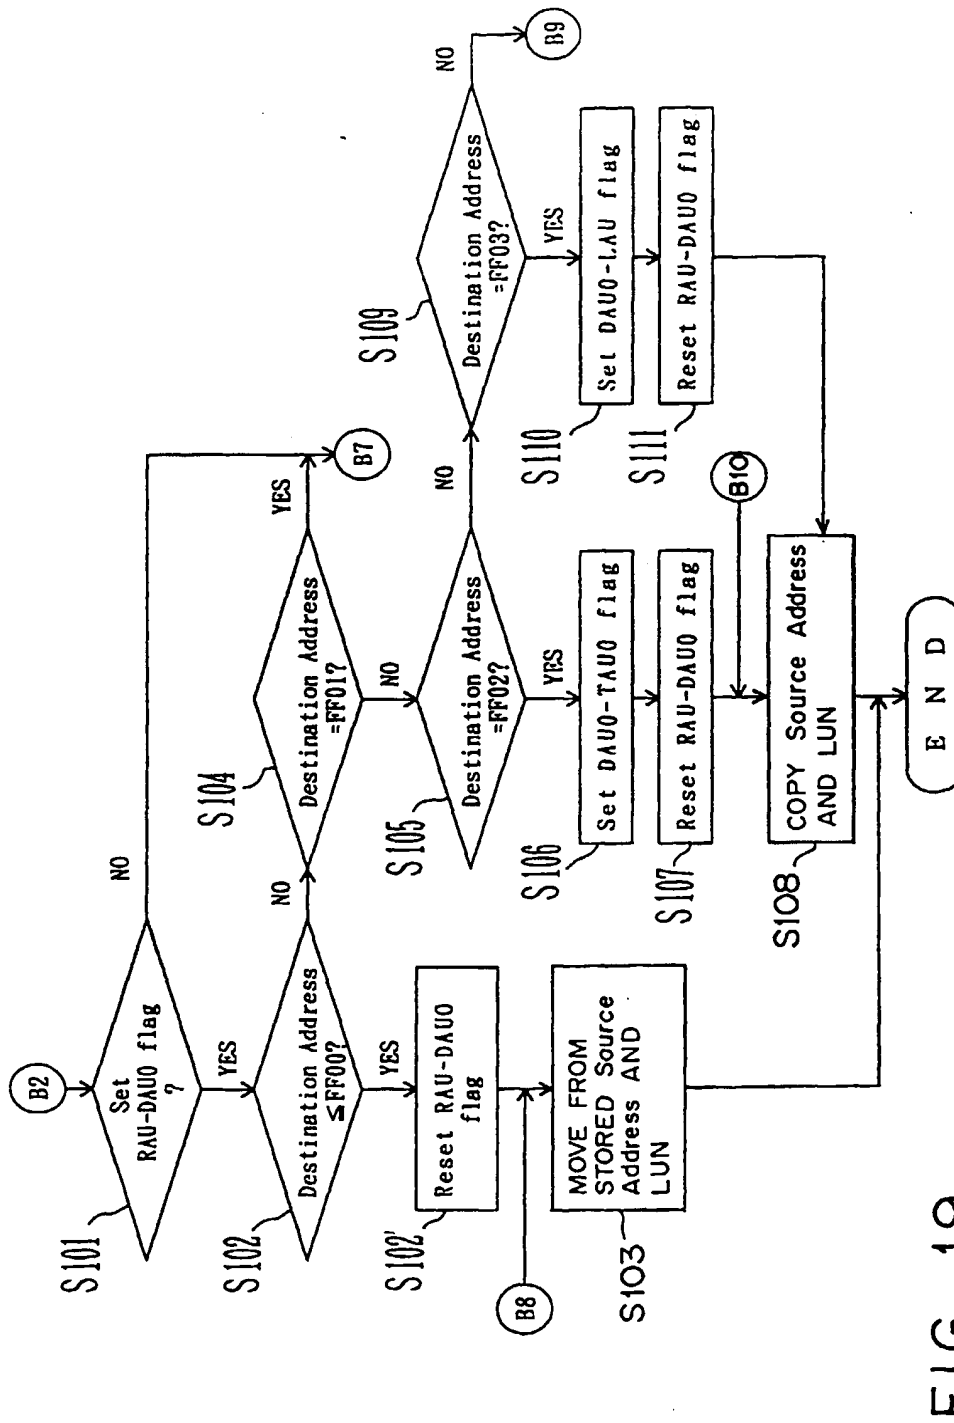 B2
S101
Set
RAU-DAU0 flag
?
NO
YES
S102
Destination Address
≦FF00?
NO
YES
S102'
Reset RAU-DAU0
flag
B8
S103
MOVE FROM
STORED Source
Address AND
LUN
S104
Destination Address
=FF01?
YES
B7
NO
S105
Destination Address
=FF02?
NO
YES
S106
Set DAU0-TAU0 flag
S107
Reset RAU-DAU0 flag
B10
S108
COPY Source Address
AND LUN
S109
Destination Address
=FF03?
NO
B9
YES
S110
Set DAU0-LAU flag
S111
Reset RAU-DAU0 flag
END